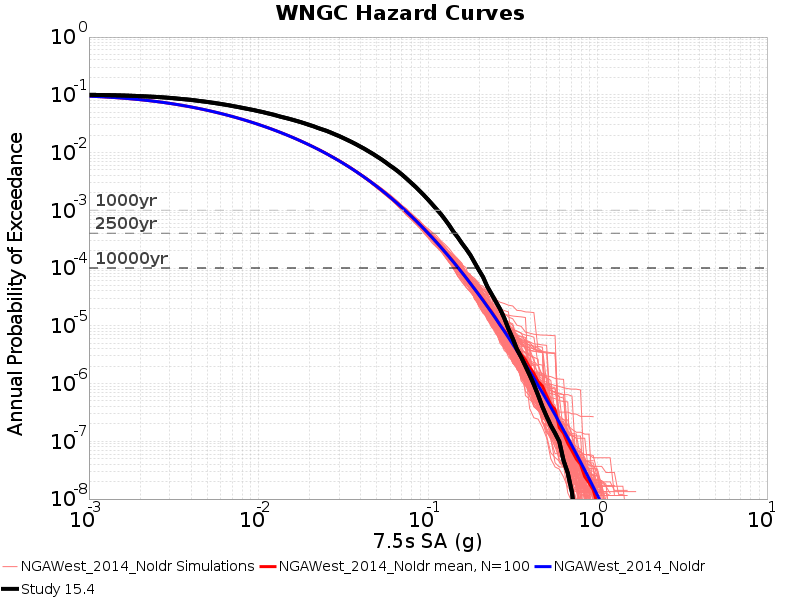 WNGC Hazard Curves
Annual Probability of Exceedance
10^0
10^-1
10^-2
10^-3
10^-4
10^-5
10^-6
10^-7
10^-8
1000yr
2500yr
10000yr
10^-3 10^-2 10^-1 10^0 10^1
7.5s SA (g)
NGAWest_2014_NoIdr Simulations NGAWest_2014_NoIdr mean, N=100 NGAWest_2014_NoIdr
Study 15.4